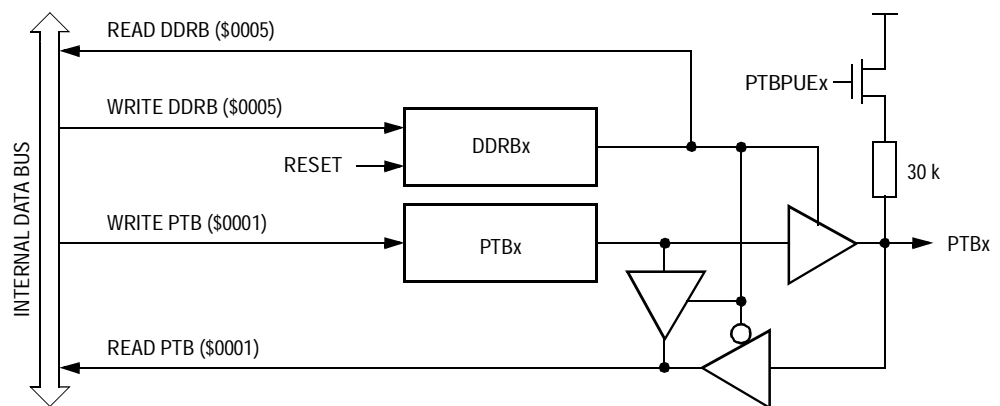 READ DDRB ($0005)
PTBPUEx
WRITE DDRB ($0005)
DDRBx
RESET
30 k
WRITE PTB ($0001)
PTBx
PTBx
INTERNAL DATA BUS
READ PTB ($0001)